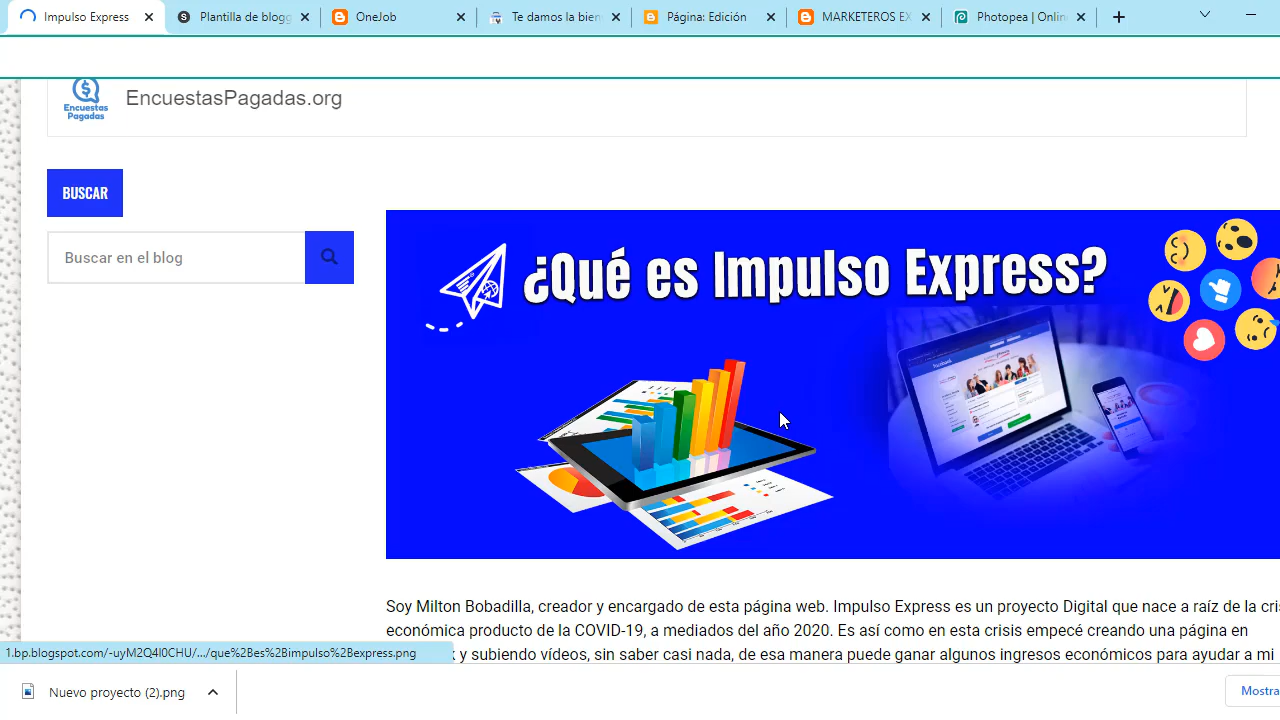 Impulso Express
Plantilla de blogg
OneJob
Te damos la bien
Página: Edición
MARKETEROS EX
Photopea | Onlin
Encuestas
Pagadas
EncuestasPagadas.org
BUSCAR
Buscar en el blog
¿Qué es Impulso Express?
Soy Milton Bobadilla, creador y encargado de esta página web. Impulso Express es un proyecto Digital que nace a raíz de la cris
económica producto de la COVID-19, a mediados del año 2020. Es así como en esta crisis empecé creando una página en
k y subiendo vídeos, sin saber casi nada, de esa manera puede ganar algunos ingresos económicos para ayudar a mi
1.bp.blogspot.com/-uyM2Q4l0CHU/.../que%2Bes%2Bimpulso%2Bexpress.png
Nuevo proyecto (2).png
Mostra